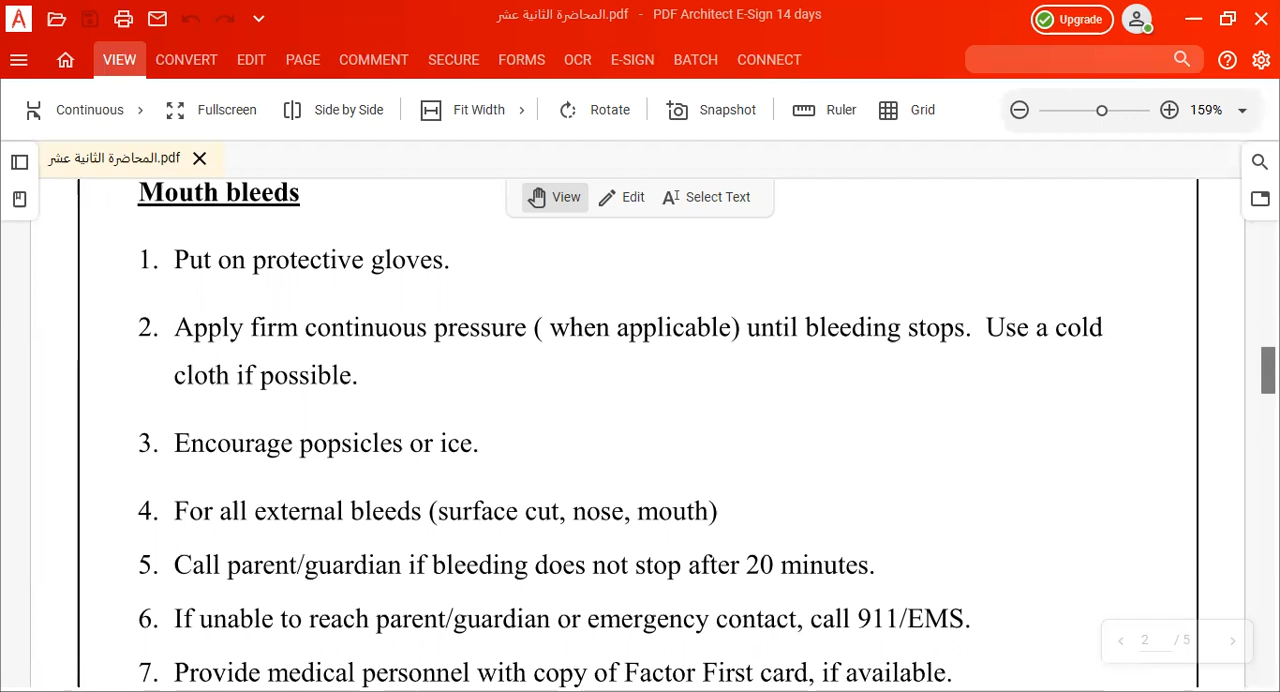 المحاضرة الثانية عشر.pdf - PDF Architect E-Sign 14 days
Upgrade
VIEW CONVERT EDIT PAGE COMMENT SECURE FORMS OCR E-SIGN BATCH CONNECT
Continuous Fullscreen Side by Side Fit Width Rotate Snapshot Ruler Grid 159%
المحاضرة الثانية عشر.pdf
View Edit Select Text
Mouth bleeds
1. Put on protective gloves.
2. Apply firm continuous pressure ( when applicable) until bleeding stops. Use a cold
cloth if possible.
3. Encourage popsicles or ice.
4. For all external bleeds (surface cut, nose, mouth)
5. Call parent/guardian if bleeding does not stop after 20 minutes.
6. If unable to reach parent/guardian or emergency contact, call 911/EMS.
2 / 5
7. Provide medical personnel with copy of Factor First card, if available.